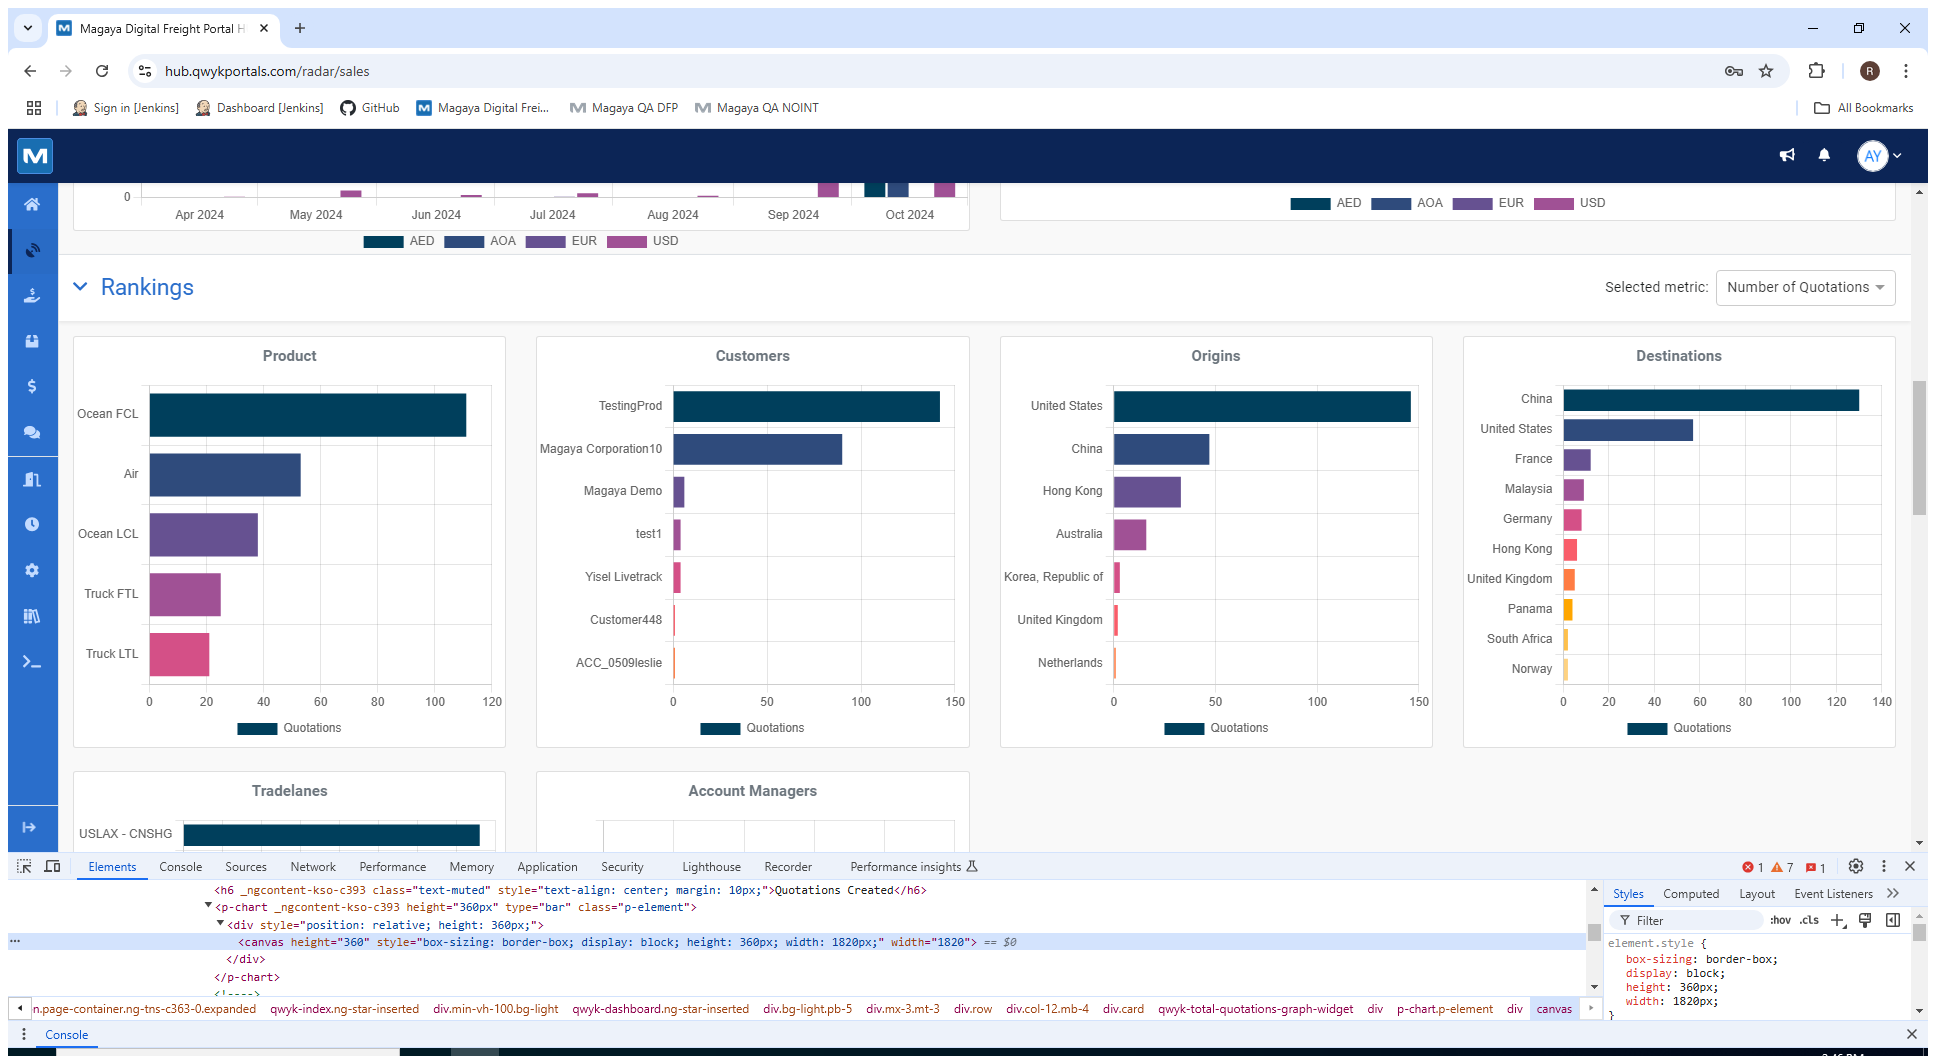 Magaya Digital Freight Portal H
hub.qwykportals.com/radar/sales
R
Sign in [Jenkins]
Dashboard [Jenkins]
GitHub
Magaya Digital Frei...
Magaya QA DFP
Magaya QA NOINT
All Bookmarks
AY
0
Apr 2024
May 2024
Jun 2024
Jul 2024
Aug 2024
Sep 2024
Oct 2024
AED
AOA
EUR
USD
AED
AOA
EUR
USD
Rankings
Selected metric:
Number of Quotations
Product
Ocean FCL
Air
Ocean LCL
Truck FTL
Truck LTL
0 20 40 60 80 100 120
Quotations
Customers
TestingProd
Magaya Corporation10
Magaya Demo
test1
Yisel Livetrack
Customer448
ACC_0509leslie
0 50 100 150
Quotations
Origins
United States
China
Hong Kong
Australia
Korea, Republic of
United Kingdom
Netherlands
0 50 100 150
Quotations
Destinations
China
United States
France
Malaysia
Germany
Hong Kong
United Kingdom
Panama
South Africa
Norway
0 20 40 60 80 100 120 140
Quotations
Tradelanes
USLAX - CNSHG
Account Managers
Elements
Console
Sources
Network
Performance
Memory
Application
Security
Lighthouse
Recorder
Performance insights
1
7
1
<h6 _ngcontent-kso-c393 class="text-muted" style="text-align: center; margin: 10px;">Quotations Created</h6>
<p-chart _ngcontent-kso-c393 height="360px" type="bar" class="p-element">
<div style="position: relative; height: 360px;">
<canvas height="360" style="box-sizing: border-box; display: block; height: 360px; width: 1820px;" width="1820"> == $0
</div>
</p-chart>
Styles
Computed
Layout
Event Listeners
Filter
:hov
.cls
element.style {
box-sizing: border-box;
display: block;
height: 360px;
width: 1820px;
}
n.page-container.ng-tns-c363-0.expanded
qwyk-index.ng-star-inserted
div.min-vh-100.bg-light
qwyk-dashboard.ng-star-inserted
div.bg-light.pb-5
div.mx-3.mt-3
div.row
div.col-12.mb-4
div.card
qwyk-total-quotations-graph-widget
div
p-chart.p-element
div
canvas
Console